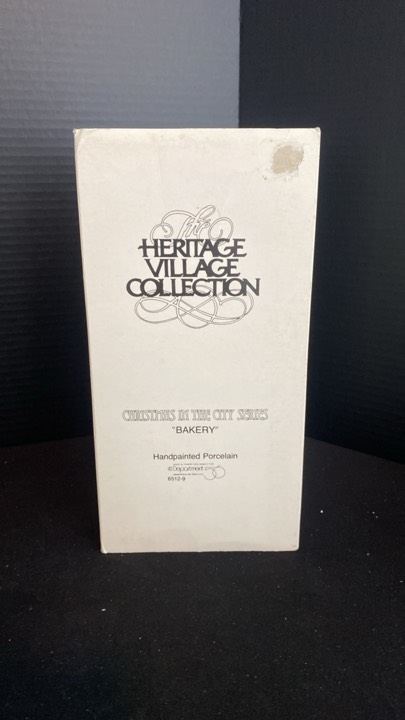 The
HERITAGE
VILLAGE
COLLECTION
CHRISTMAS IN THE CITY SERIES
"BAKERY"
Handpainted Porcelain
©Department 56
6512-9